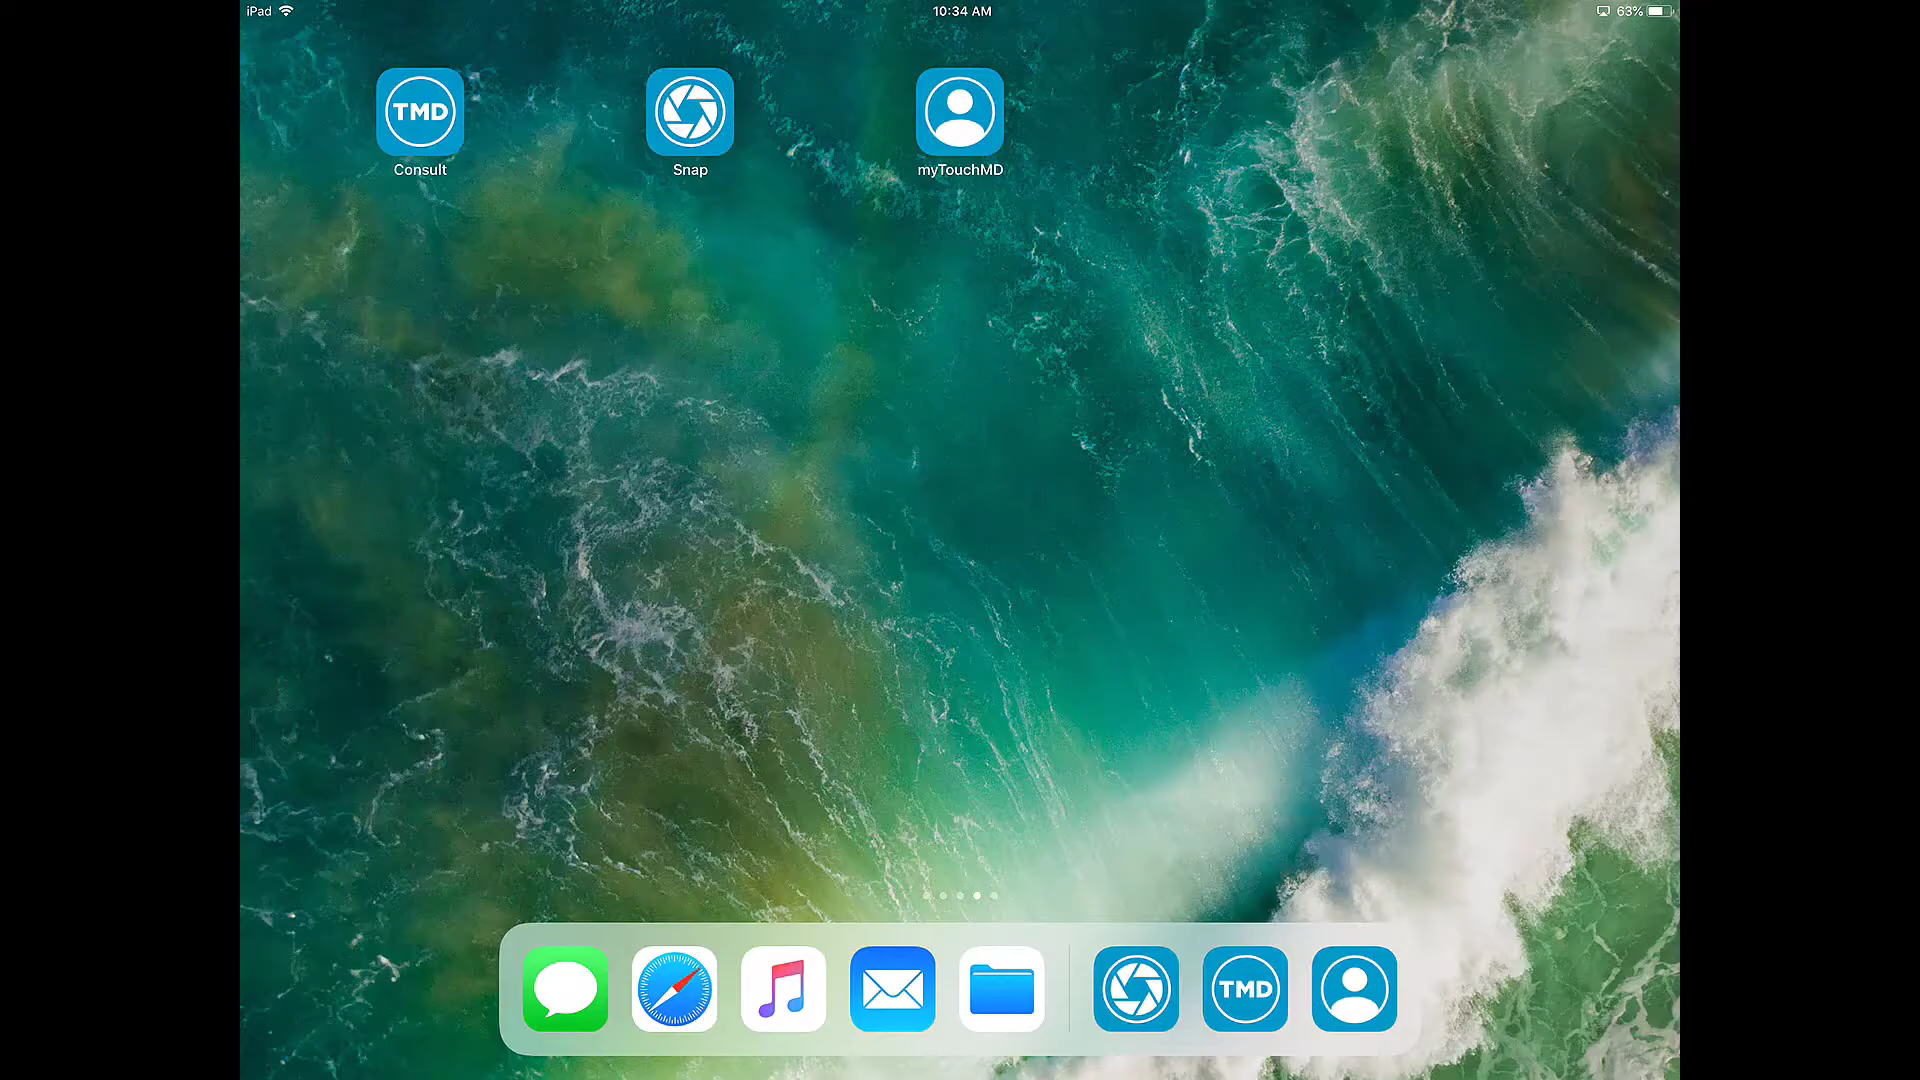 iPad
10:34 AM
63%
TMD
Consult
Snap
myTouchMD
TMD